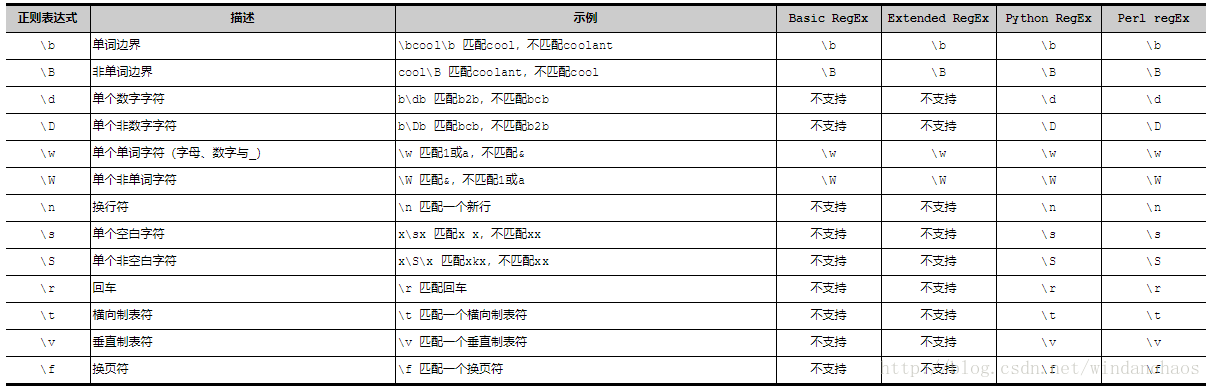 正则表达式 描述 示例 Basic RegEx Extended RegEx Python RegEx Perl regEx
\b 单词边界 \bcool\b 匹配cool，不匹配coolant \b \b \b \b
\B 非单词边界 cool\B 匹配coolant，不匹配cool \B \B \B \B
\d 单个数字字符 b\db 匹配b2b，不匹配bcb 不支持 不支持 \d \d
\D 单个非数字字符 b\Db 匹配bcb，不匹配b2b 不支持 不支持 \D \D
\w 单个单词字符（字母、数字与_） \w 匹配1或a，不匹配& \w \w \w \w
\W 单个非单词字符 \W 匹配&，不匹配1或a \W \W \W \W
\n 换行符 \n 匹配一个新行 不支持 不支持 \n \n
\s 单个空白字符 x\sx 匹配x x，不匹配xx 不支持 不支持 \s \s
\S 单个非空白字符 x\S\x 匹配xkx，不匹配xx 不支持 不支持 \S \S
\r 回车 \r 匹配回车 不支持 不支持 \r \r
\t 横向制表符 \t 匹配一个横向制表符 不支持 不支持 \t \t
\v 垂直制表符 \v 匹配一个垂直制表符 不支持 不支持 \v \v
\f 换页符 \f 匹配一个换页符 不支持 不支持 \f \f